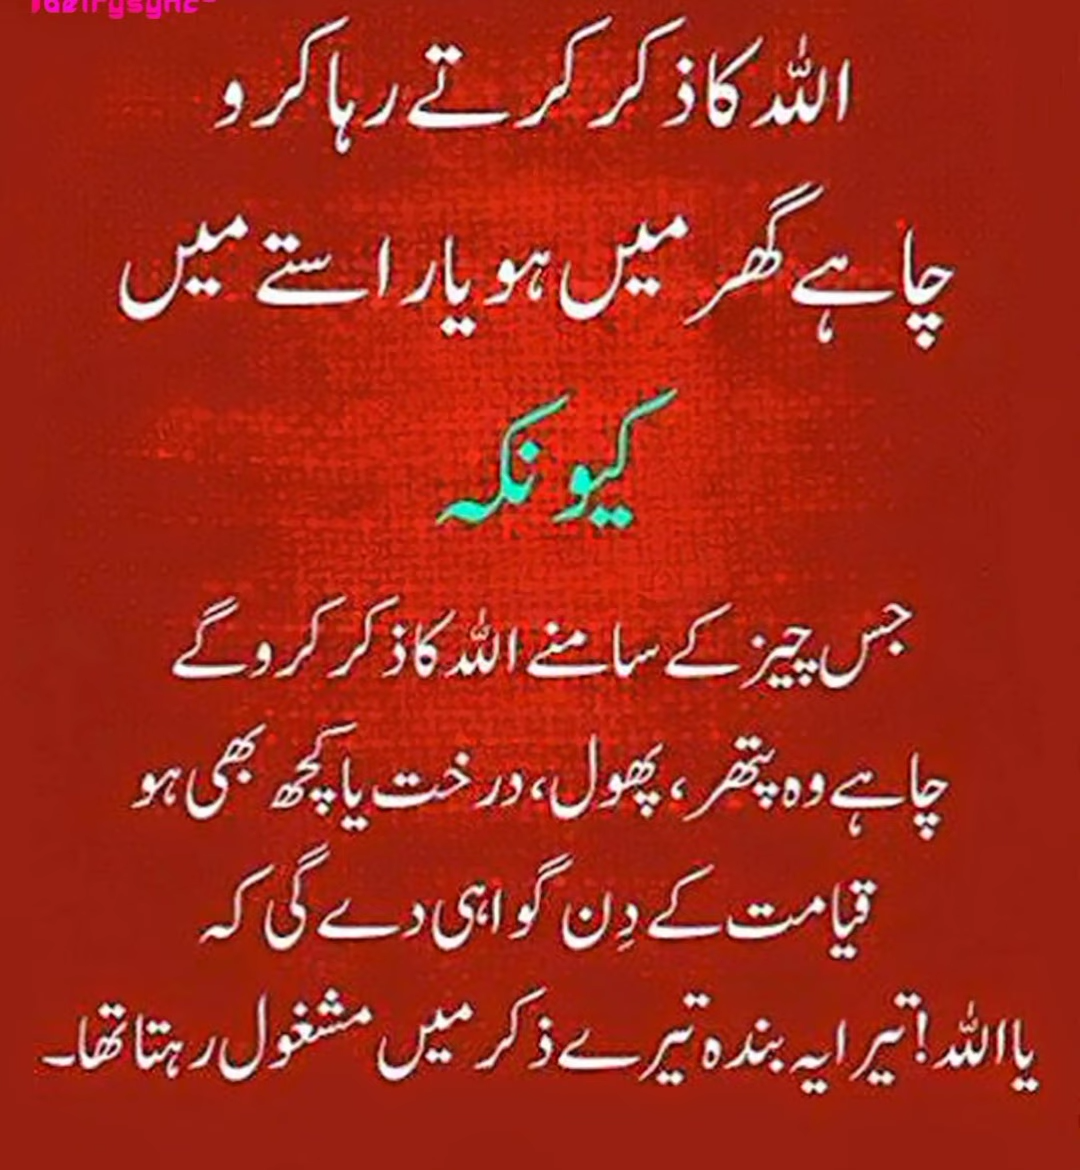 اللہ کا ذکر کرتے رہا کرو
چاہے گھر میں ہو یا راستے میں
کیونکہ
جس چیز کے سامنے اللہ کا ذکر کرو گے
چاہے وہ پتھر، پھول، درخت یا کچھ بھی ہو
قیامت کے دِن گواہی دے گی کہ
یا اللہ! تیرا یہ بندہ تیرے ذکر میں مشغول رہتا تھا۔